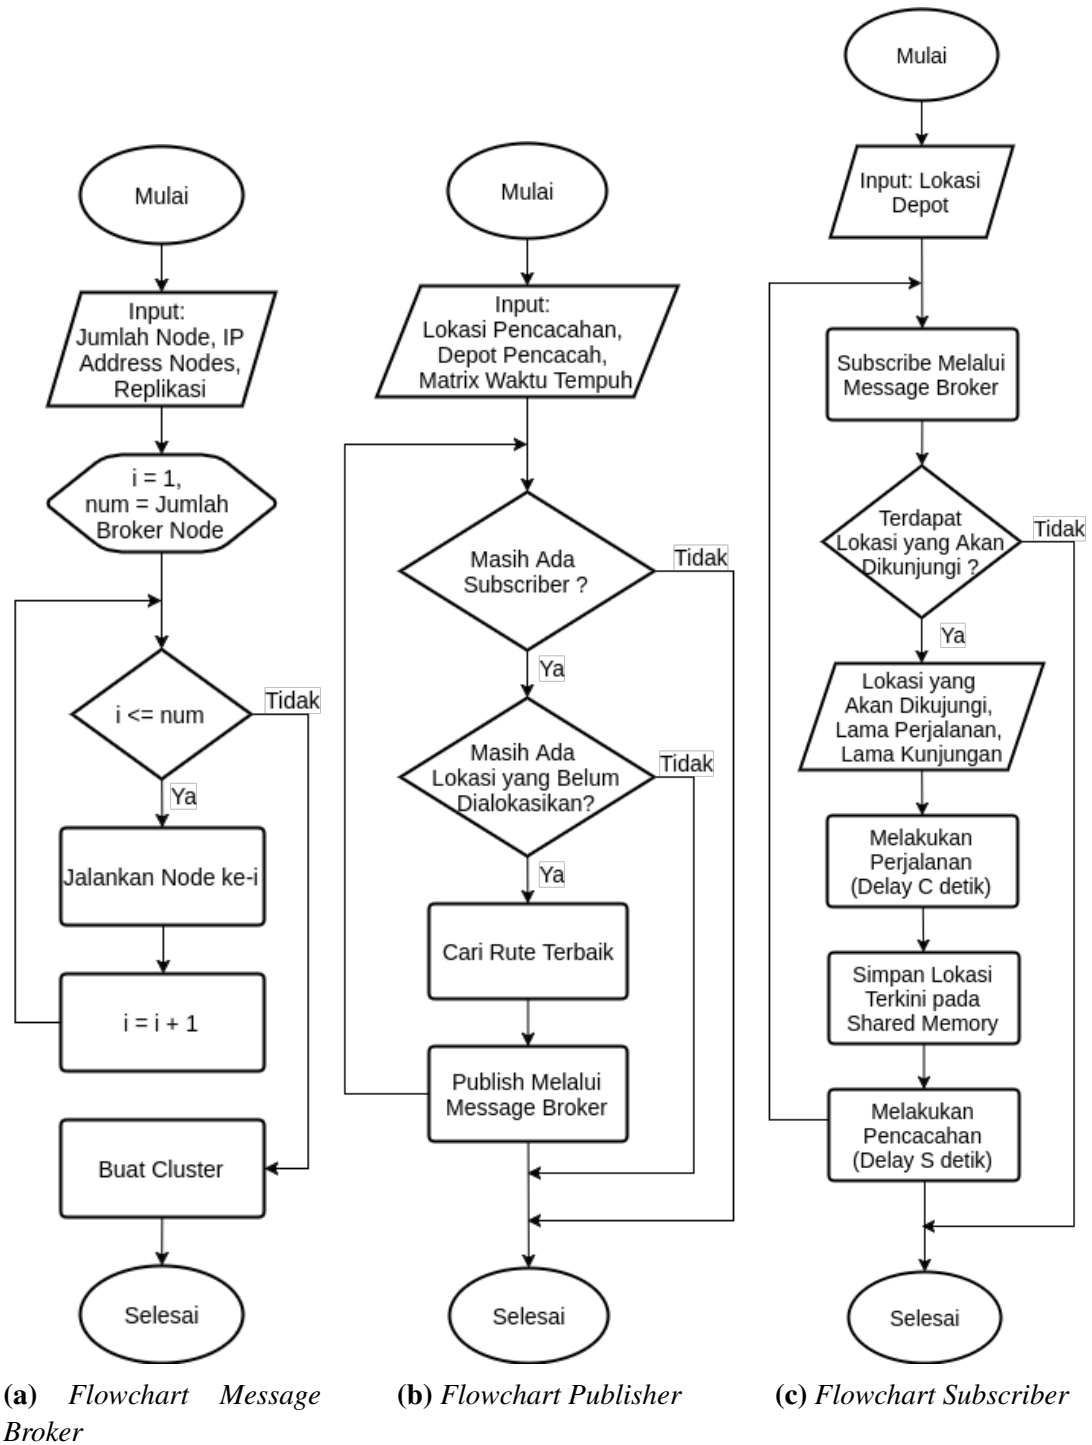 Mulai
Input:
Jumlah Node, IP
Address Nodes,
Replikasi
i = 1,
num = Jumlah
Broker Node
i <= num
Tidak
Ya
Jalankan Node ke-i
i = i + 1
Buat Cluster
Selesai
(a) Flowchart Message
Broker
Mulai
Input:
Lokasi Pencacahan,
Depot Pencacah,
Matrix Waktu Tempuh
Masih Ada
Subscriber ?
Tidak
Ya
Masih Ada
Lokasi yang Belum
Dialokasikan?
Tidak
Ya
Cari Rute Terbaik
Publish Melalui
Message Broker
Selesai
(b) Flowchart Publisher
Mulai
Input: Lokasi
Depot
Subscribe Melalui
Message Broker
Terdapat
Lokasi yang Akan
Dikunjungi ?
Tidak
Ya
Lokasi yang
Akan Dikujungi,
Lama Perjalanan,
Lama Kunjungan
Melakukan
Perjalanan
(Delay C detik)
Simpan Lokasi
Terkini pada
Shared Memory
Melakukan
Pencacahan
(Delay S detik)
Selesai
(c) Flowchart Subscriber